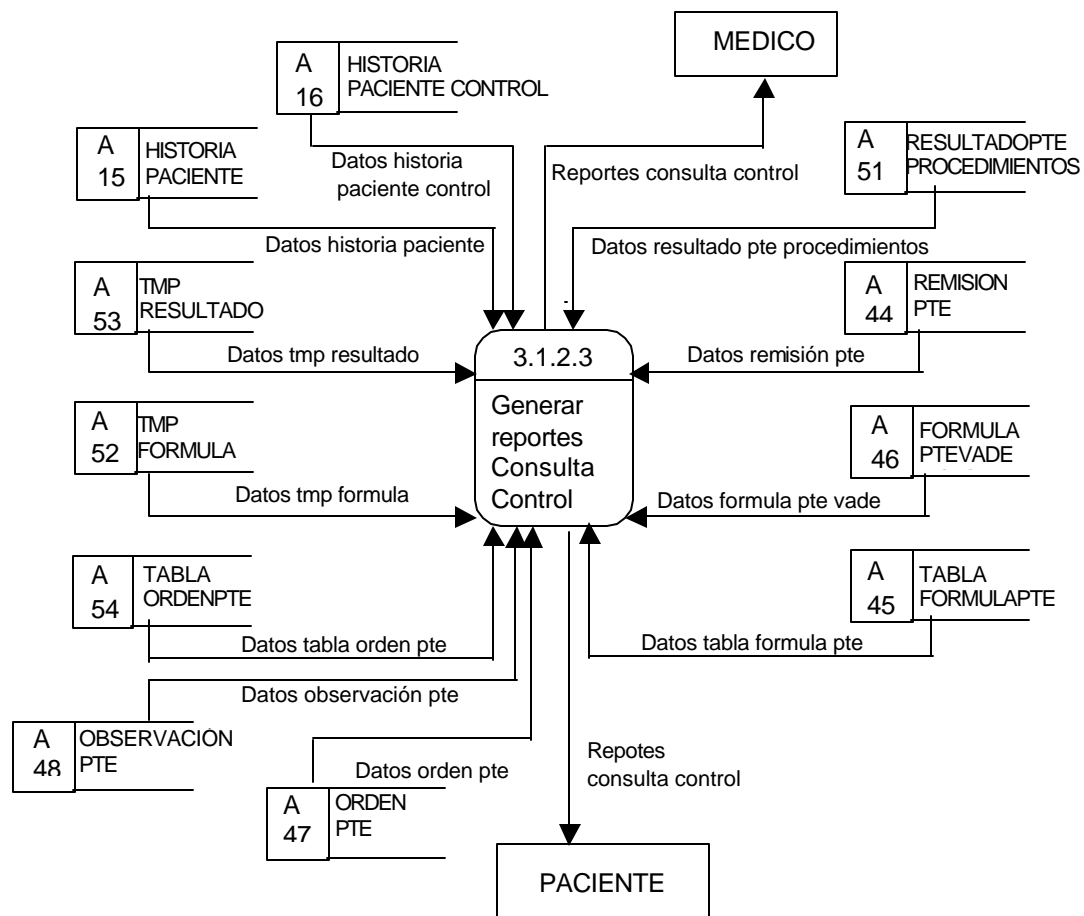 MEDICO
A
16
HISTORIA
PACIENTE CONTROL
A
15
HISTORIA
PACIENTE
A
51
RESULTADOPTE
PROCEDIMIENTOS
Datos historia
paciente control
Reportes consulta control
Datos historia paciente
Datos resultado pte procedimientos
A
53
TMP
RESULTADO
A
44
REMISION
PTE
Datos tmp resultado
3.1.2.3
Datos remisión pte
Generar
reportes
Consulta
Control
A
52
TMP
FORMULA
A
46
FORMULA
PTEVADE
Datos tmp formula
Datos formula pte vade
A
54
TABLA
ORDENPTE
A
45
TABLA
FORMULAPTE
Datos tabla orden pte
Datos tabla formula pte
Datos observación pte
A
48
OBSERVACIÓN
PTE
Datos orden pte
Repotes
consulta control
A
47
ORDEN
PTE
PACIENTE